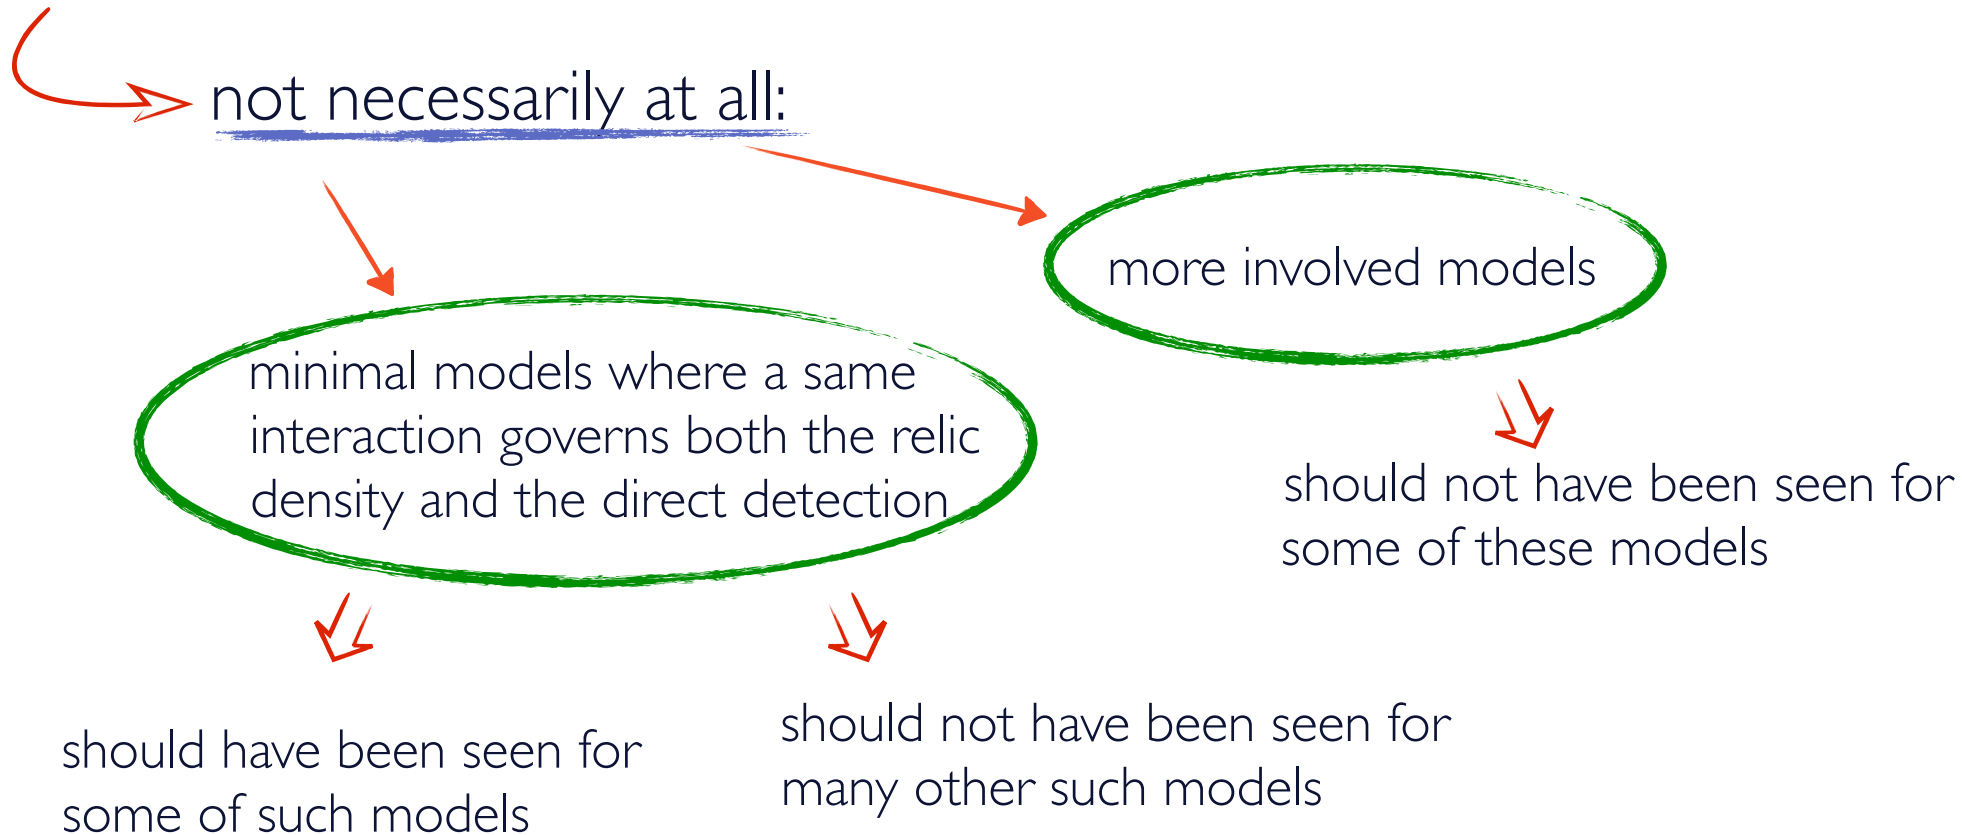 not necessarily at all:
more involved models
minimal models where a same
interaction governs both the relic
density and the direct detection
should not have been seen for
some of these models
should have been seen for
some of such models
should not have been seen for
many other such models